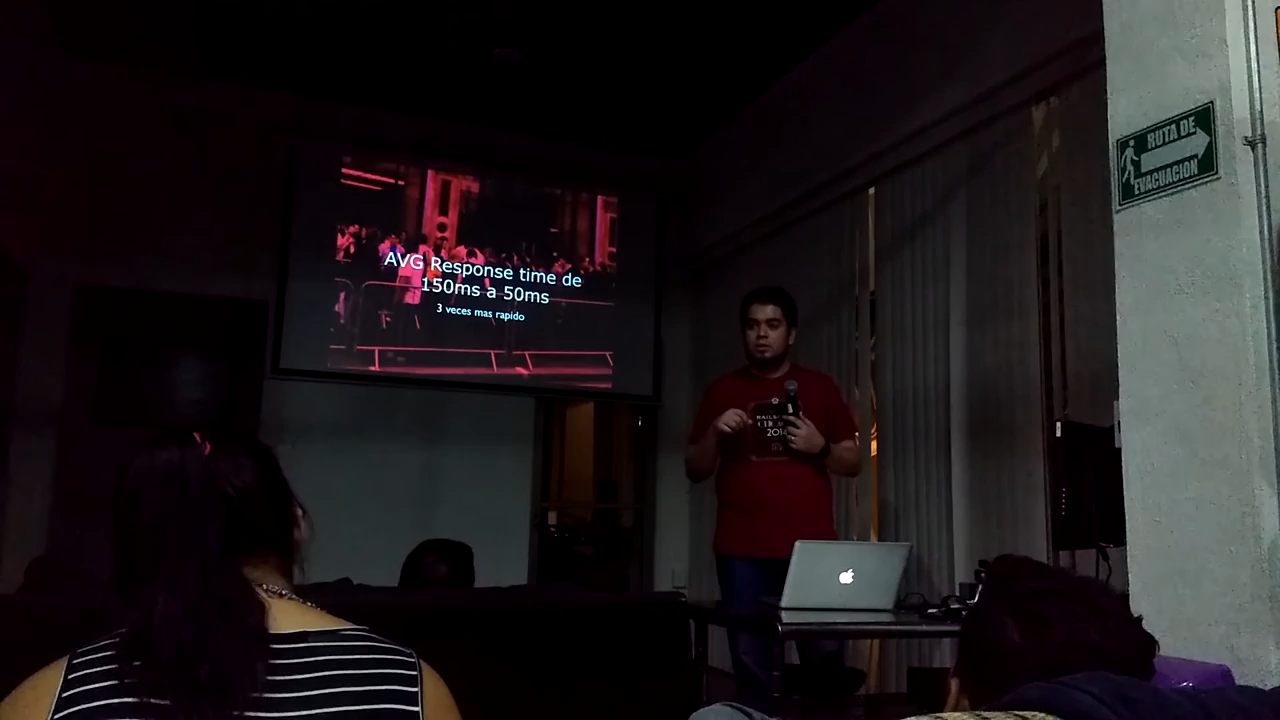 AVG Response time de
150ms a 50ms
3 veces mas rapido
RUTA DE
EVACUACION